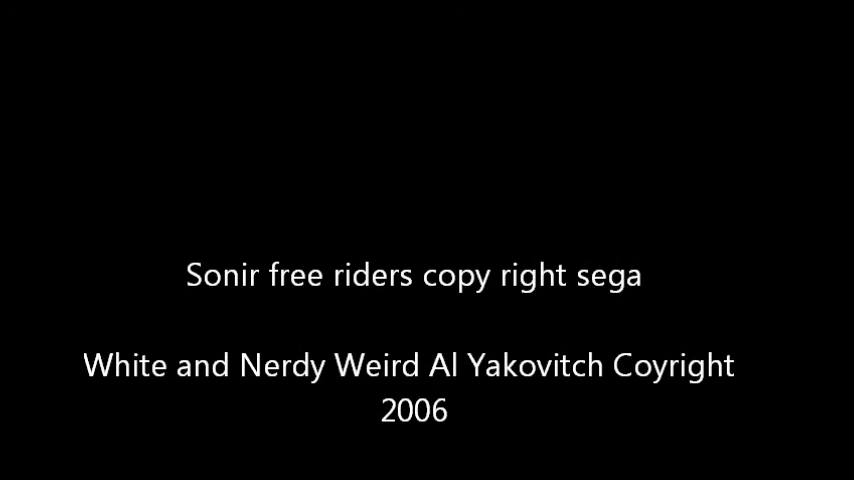 Sonir free riders copy right sega
White and Nerdy Weird Al Yakovitch Coyright
2006